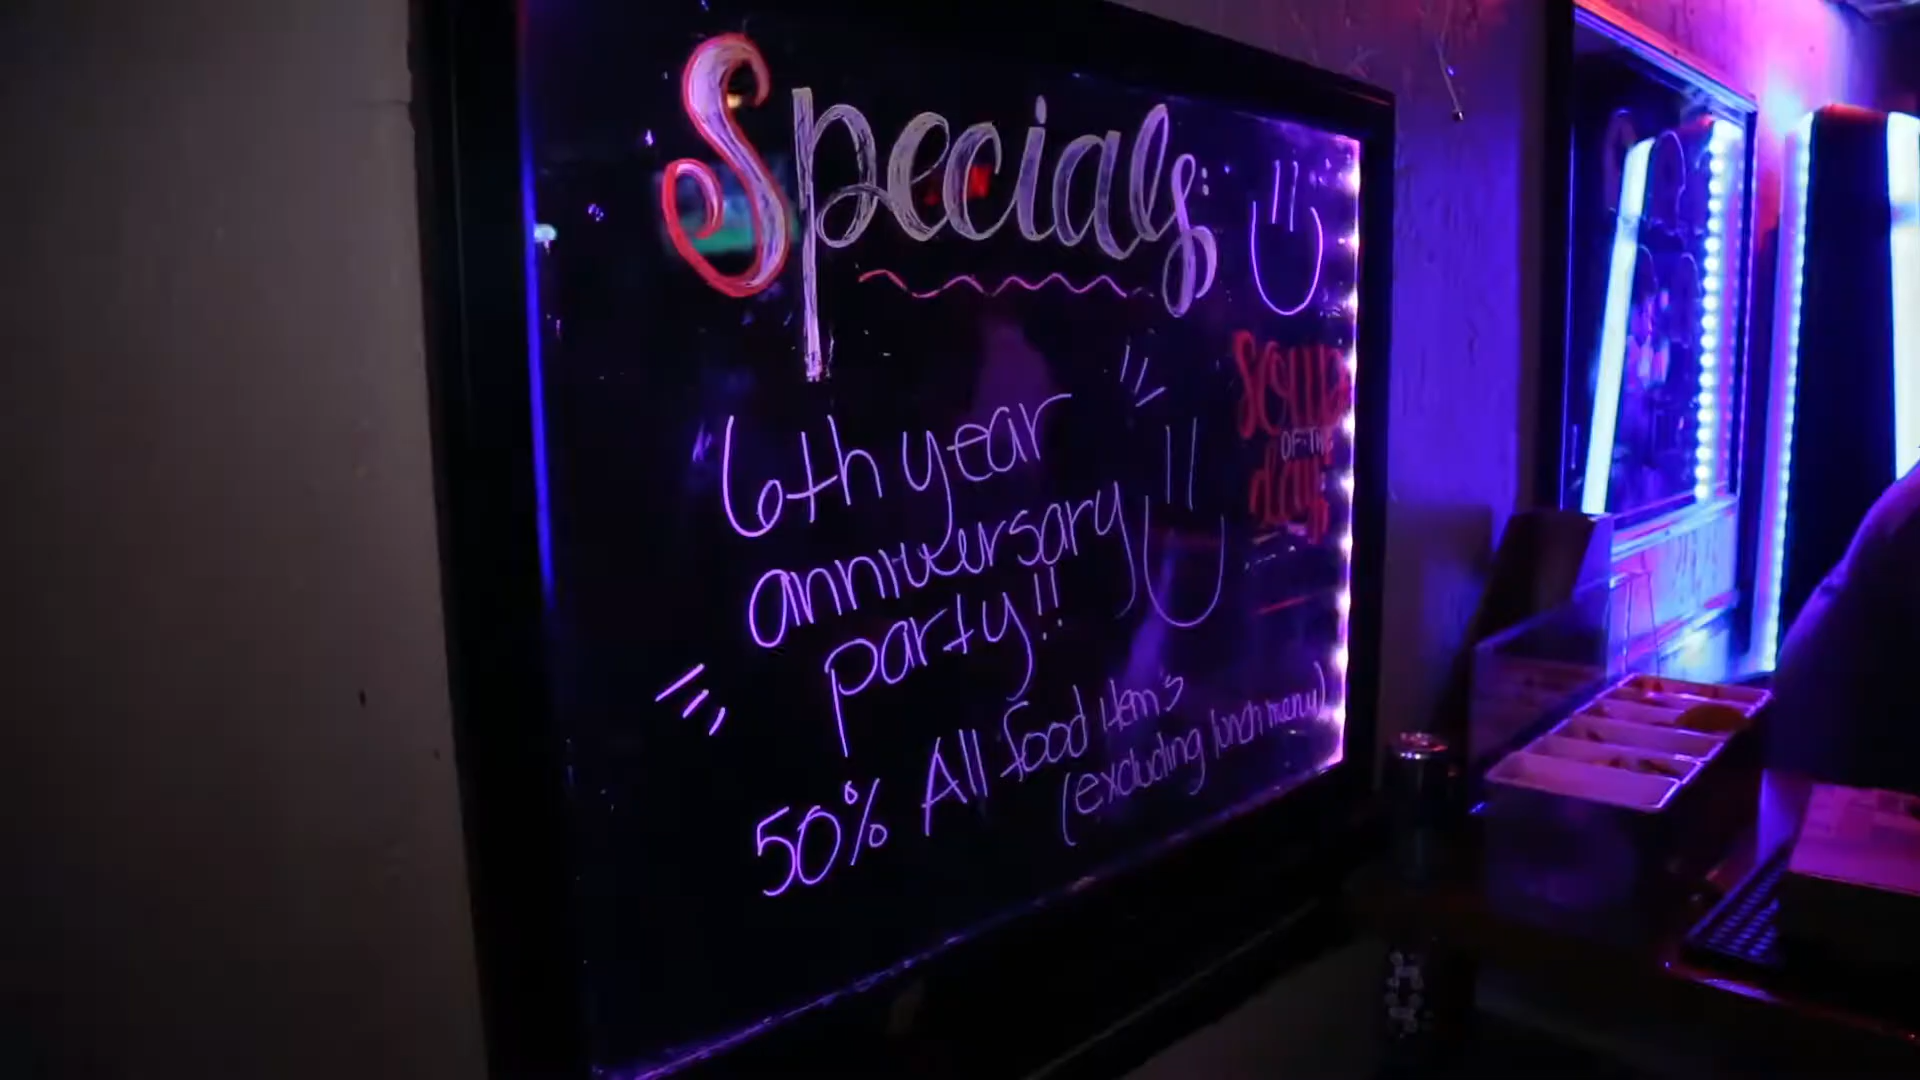 Specials:
6th year
anniversary
party!!
50% All food item's
(excluding lunch menu)
Soup
OF THE
day